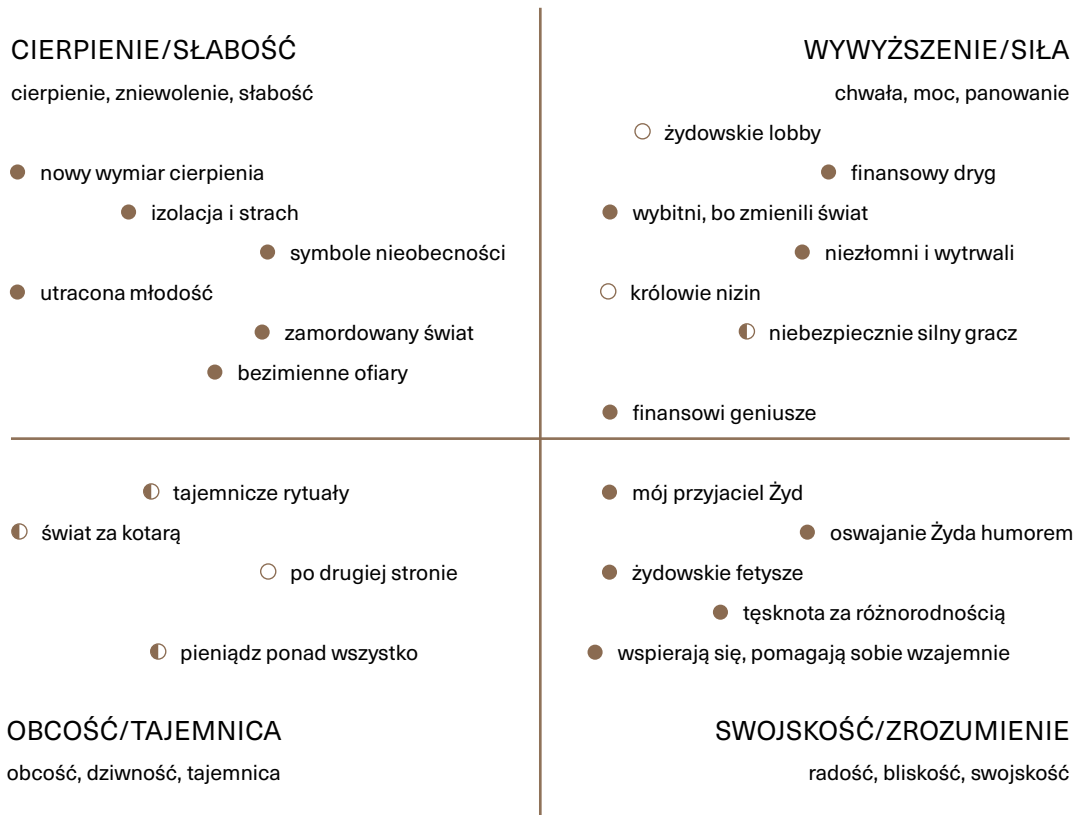 CIERPIENIE/SŁABOŚĆ
cierpienie, zniewolenie, słabość
nowy wymiar cierpienia
izolacja i strach
symbole nieobecności
utracona młodość
zamordowany świat
bezimienne ofiary
WYWYŻSZENIE/SIŁA
chwała, moc, panowanie
żydowskie lobby
finansowy dryg
wybitni, bo zmienili świat
niezłomni i wytrwali
królowie nizin
niebezpiecznie silny gracz
finansowi geniusze
tajemnicze rytuały
świat za kotarą
po drugiej stronie
pieniądz ponad wszystko
OBCOŚĆ/TAJEMNICA
obcość, dziwność, tajemnica
mój przyjaciel Żyd
oswajanie Żyda humorem
żydowskie fetysze
tęsknota za różnorodnością
wspierają się, pomagają sobie wzajemnie
SWOJSKOŚĆ/ZROZUMIENIE
radość, bliskość, swojskość